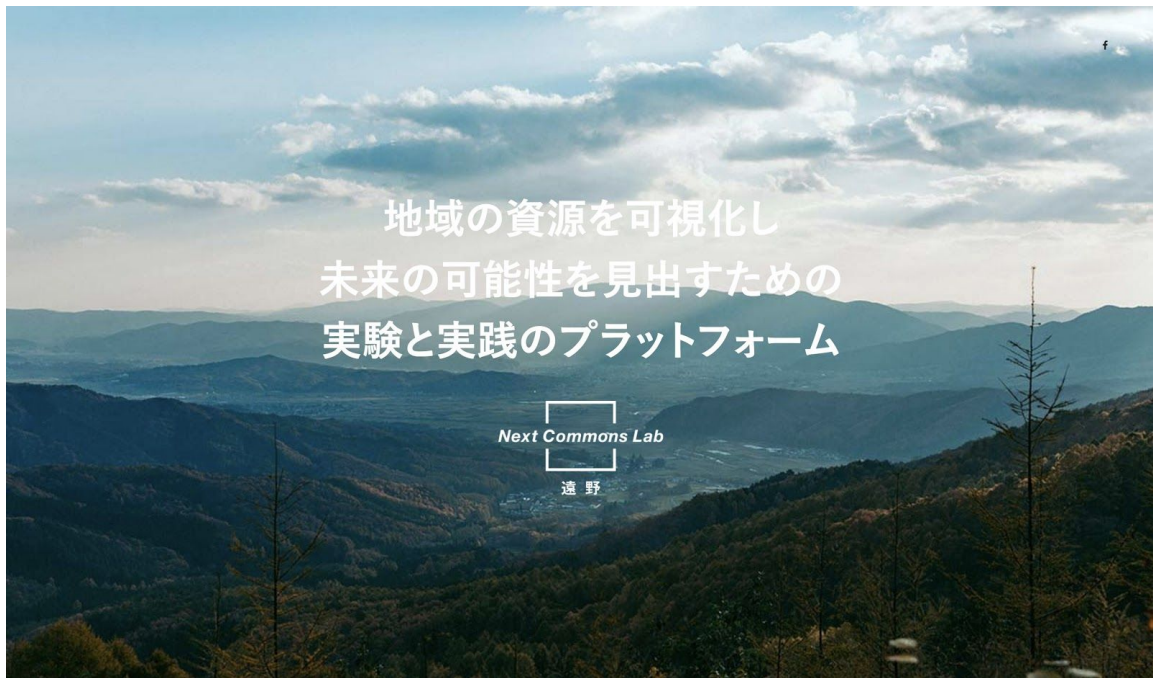 地域の資源を可視化し
未来の可能性を見出すための
実験と実践のプラットフォーム
Next Commons Lab
遠野